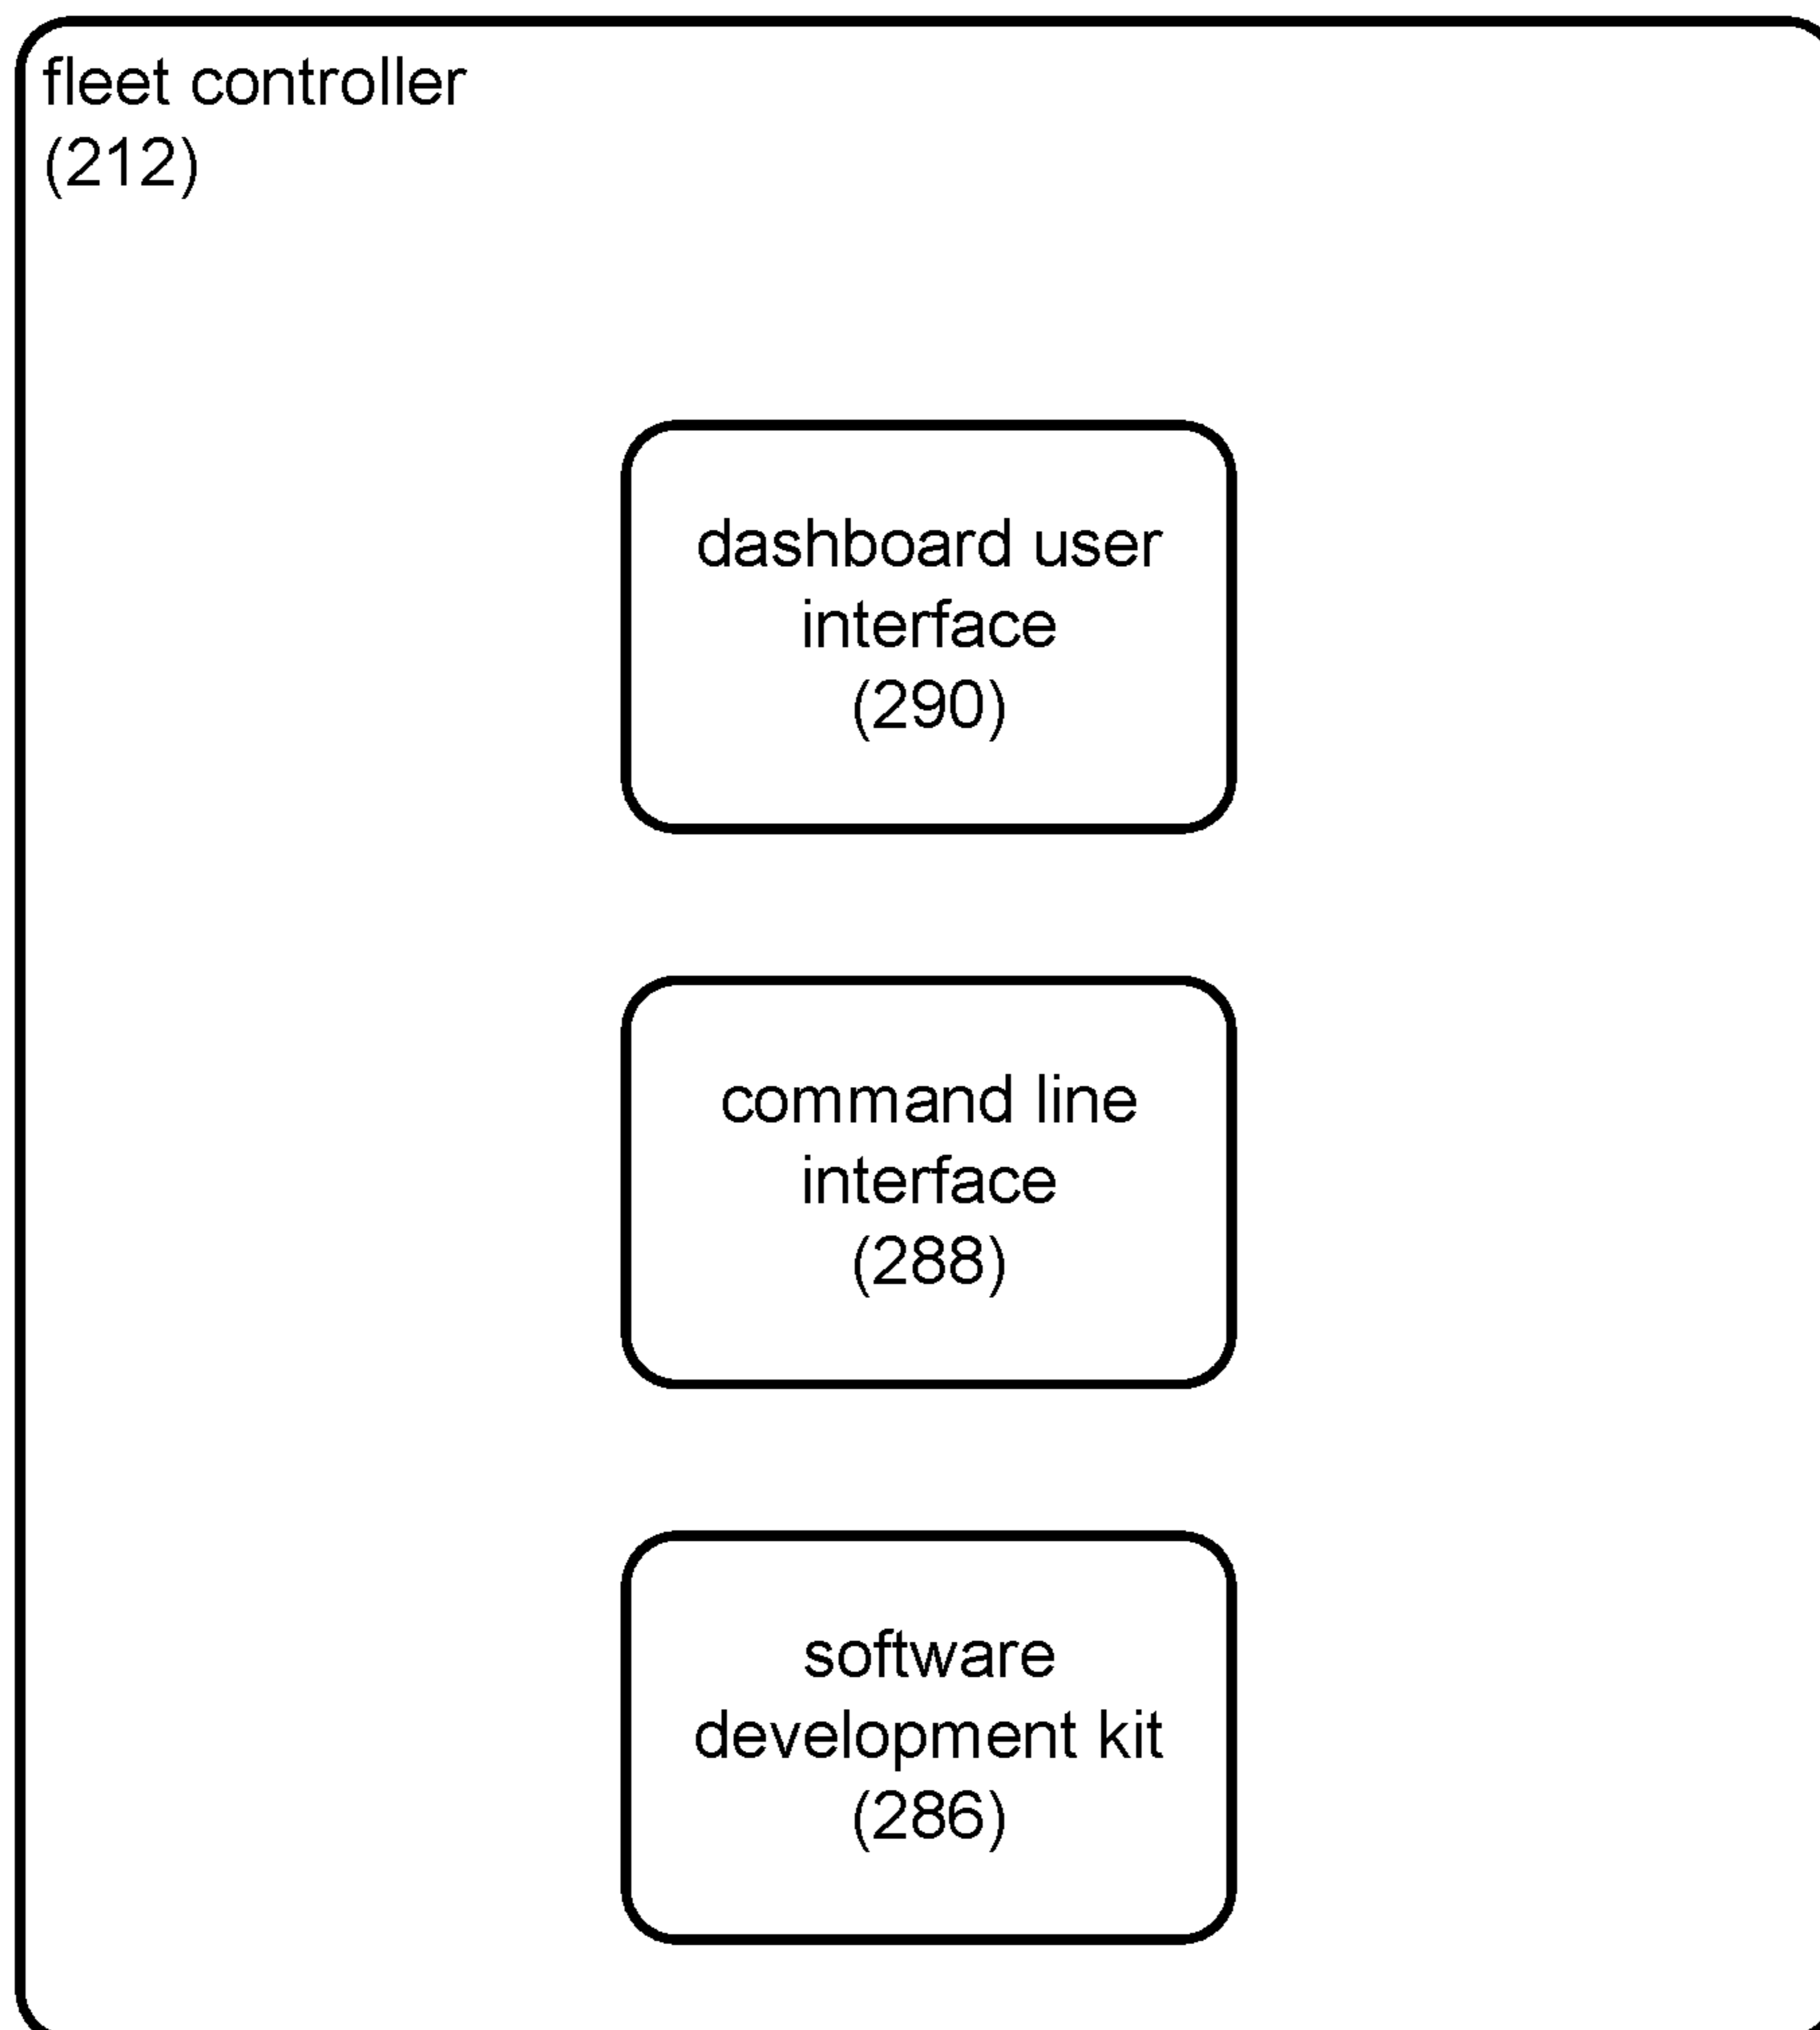 fleet controller
(212)
dashboard user
interface
(290)
command line
interface
(288)
software
development kit
(286)